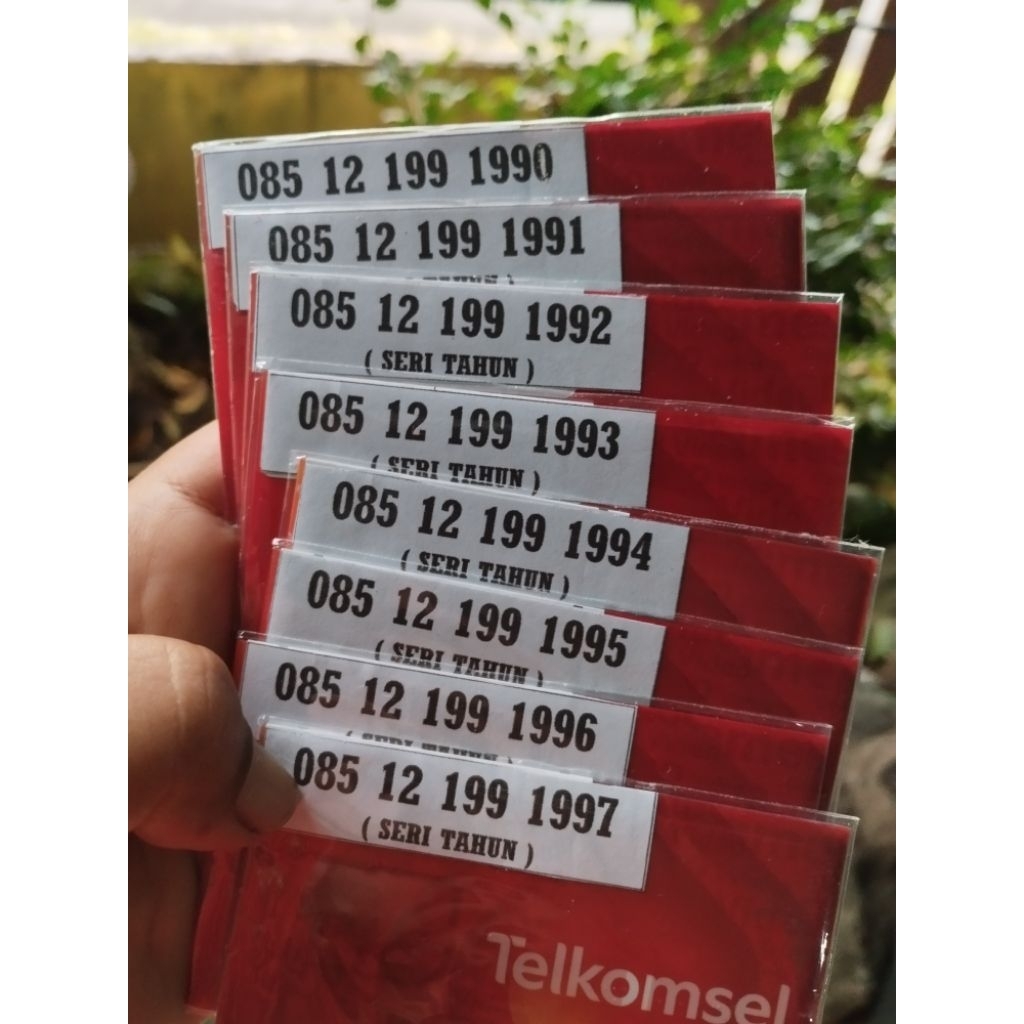 085 12 199 1990
085 12 199 1991
085 12 199 1992
( SERI TAHUN )
085 12 199 1993
( SERI TAHUN )
085 12 199 1994
( SERI TAHUN )
085 12 199 1995
( SERI TAHUN )
085 12 199 1996
( SERI TAHUN )
085 12 199 1997
( SERI TAHUN )
Telkomsel